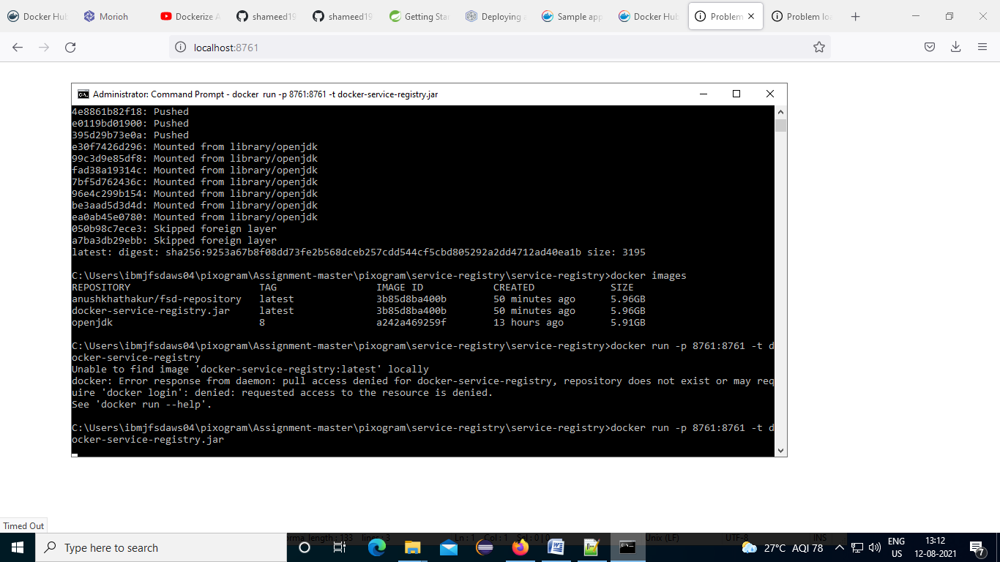 Docker Hub
Morioh
Dockerize A
shameed19
shameed19
Getting Star
Deploying a
Sample app
Docker Hub
Problem
Problem loa
localhost:8761
Administrator: Command Prompt - docker run -p 8761:8761 -t docker-service-registry.jar
4e8861b82f18: Pushed
e0119bd01900: Pushed
395d29b73e0a: Pushed
e30f7426d296: Mounted from library/openjdk
99c3d9e85df8: Mounted from library/openjdk
fad38a19314c: Mounted from library/openjdk
7bf5d762436c: Mounted from library/openjdk
96e4c299b154: Mounted from library/openjdk
be3aad5d3d4d: Mounted from library/openjdk
ea0ab45e0780: Mounted from library/openjdk
050b98c7ece3: Skipped foreign layer
a7ba3db29ebb: Skipped foreign layer
latest: digest: sha256:9253a67b8f08dd73fe2b568dceb257cdd544cf5cbd805292a2dd4712ad40ea1b size: 3195
C:\Users\ibmjfsdaws04\pixogram\Assignment-master\pixogram\service-registry\service-registry>docker images
REPOSITORY TAG IMAGE ID CREATED SIZE
anushkhathakur/fsd-repository latest 3b85d8ba400b 50 minutes ago 5.96GB
docker-service-registry.jar latest 3b85d8ba400b 50 minutes ago 5.96GB
openjdk 8 a242a469259f 13 hours ago 5.91GB
C:\Users\ibmjfsdaws04\pixogram\Assignment-master\pixogram\service-registry\service-registry>docker run -p 8761:8761 -t d
ocker-service-registry
Unable to find image 'docker-service-registry:latest' locally
docker: Error response from daemon: pull access denied for docker-service-registry, repository does not exist or may req
uire 'docker login': denied: requested access to the resource is denied.
See 'docker run --help'.
C:\Users\ibmjfsdaws04\pixogram\Assignment-master\pixogram\service-registry\service-registry>docker run -p 8761:8761 -t d
ocker-service-registry.jar
Timed Out
length : 133 lines : 3 Ln : 1 Col : 1 Sel : 0 | 0 Unix (LF) UTF-8 INS
Type here to search
27°C AQI 78
ENG
US
13:12
12-08-2021
7